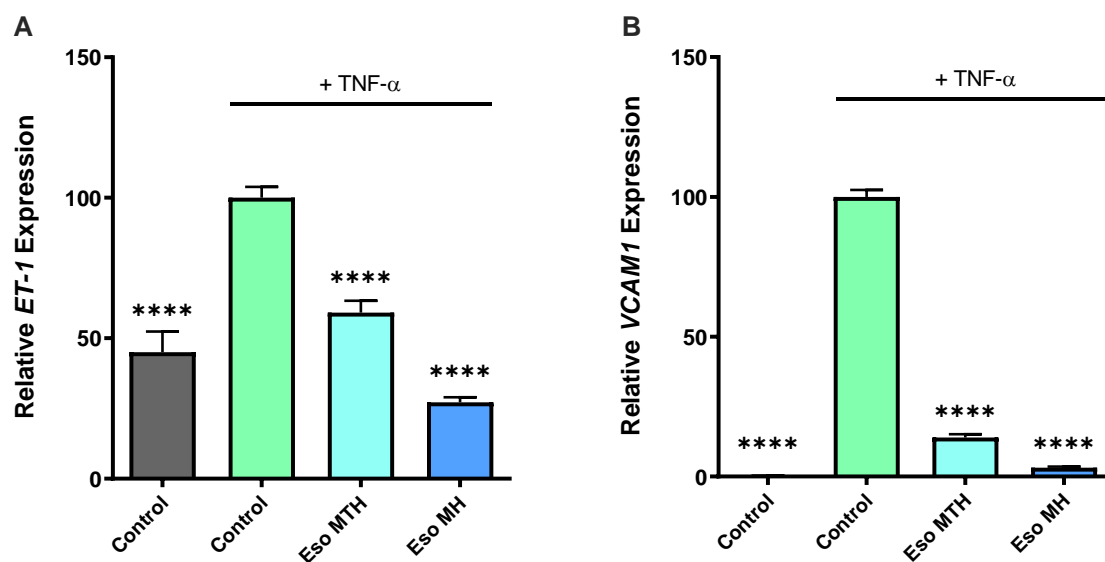 A
Relative ET-1 Expression
150
100
50
0
+ TNF-α
****
****
****
Control
Control
Eso MTH
Eso MH
B
Relative VCAM1 Expression
150
100
50
0
+ TNF-α
****
****
****
Control
Control
Eso MTH
Eso MH